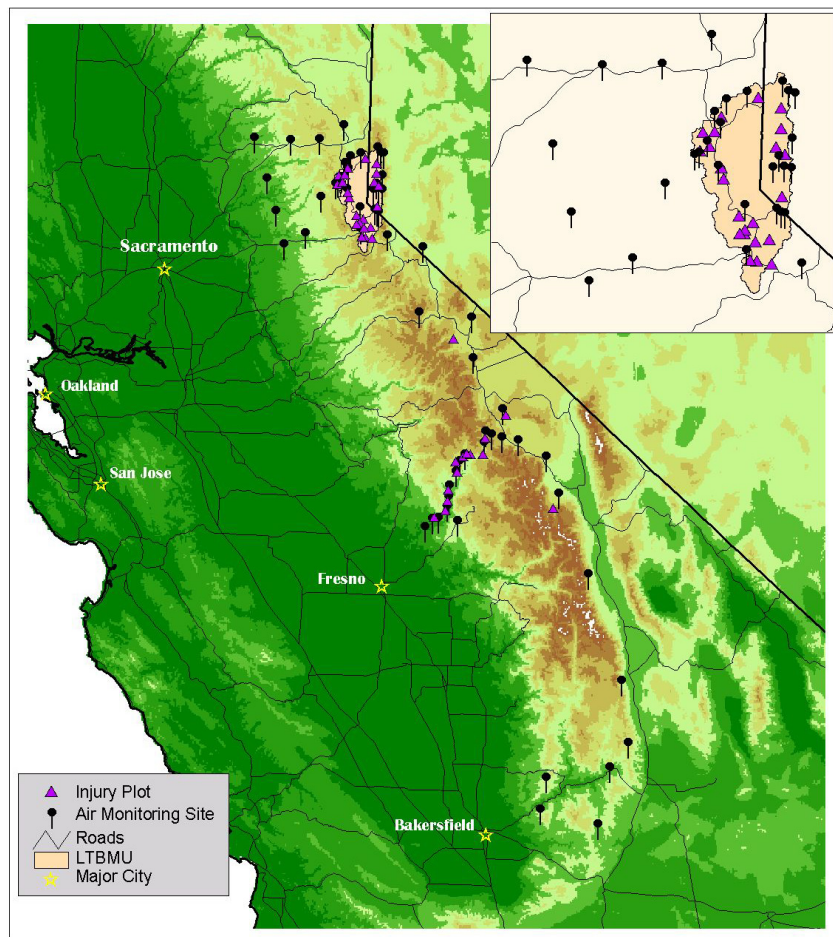 Sacramento
Oakland
San Jose
Fresno
Bakersfield
Injury Plot
Air Monitoring Site
Roads
LTBMU
Major City